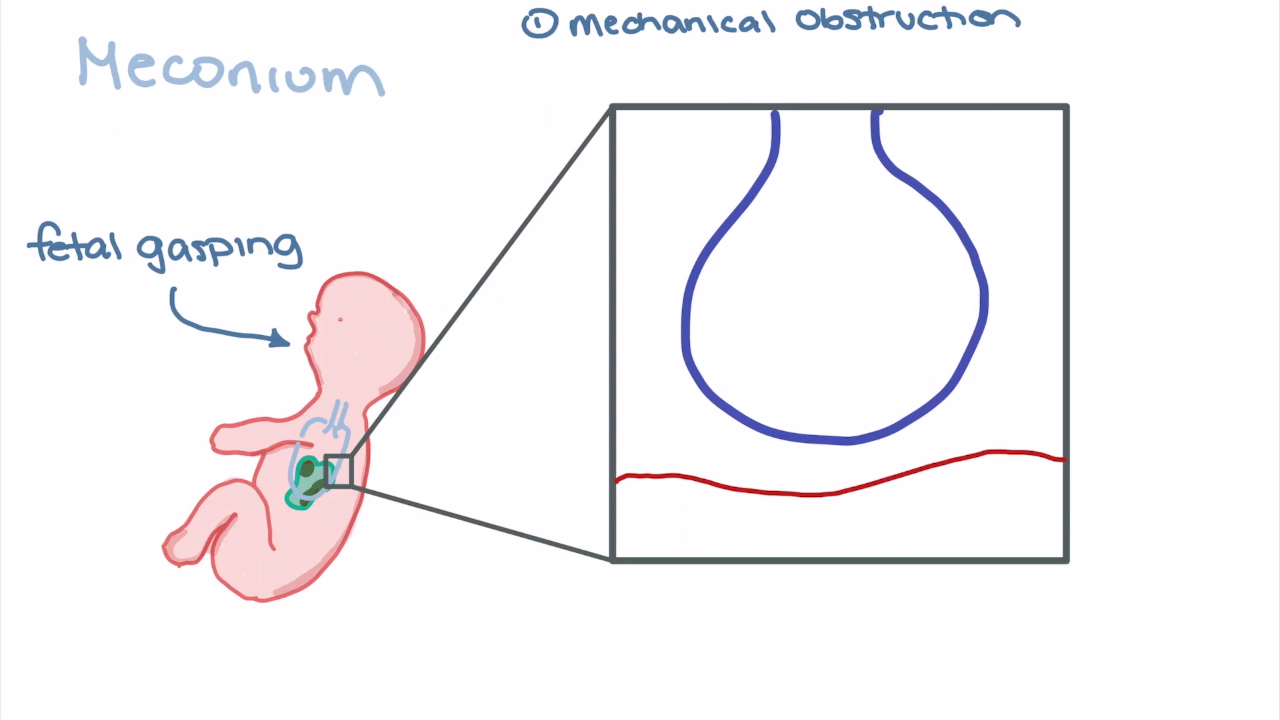 ① mechanical obstruction
Meconium
fetal gasping